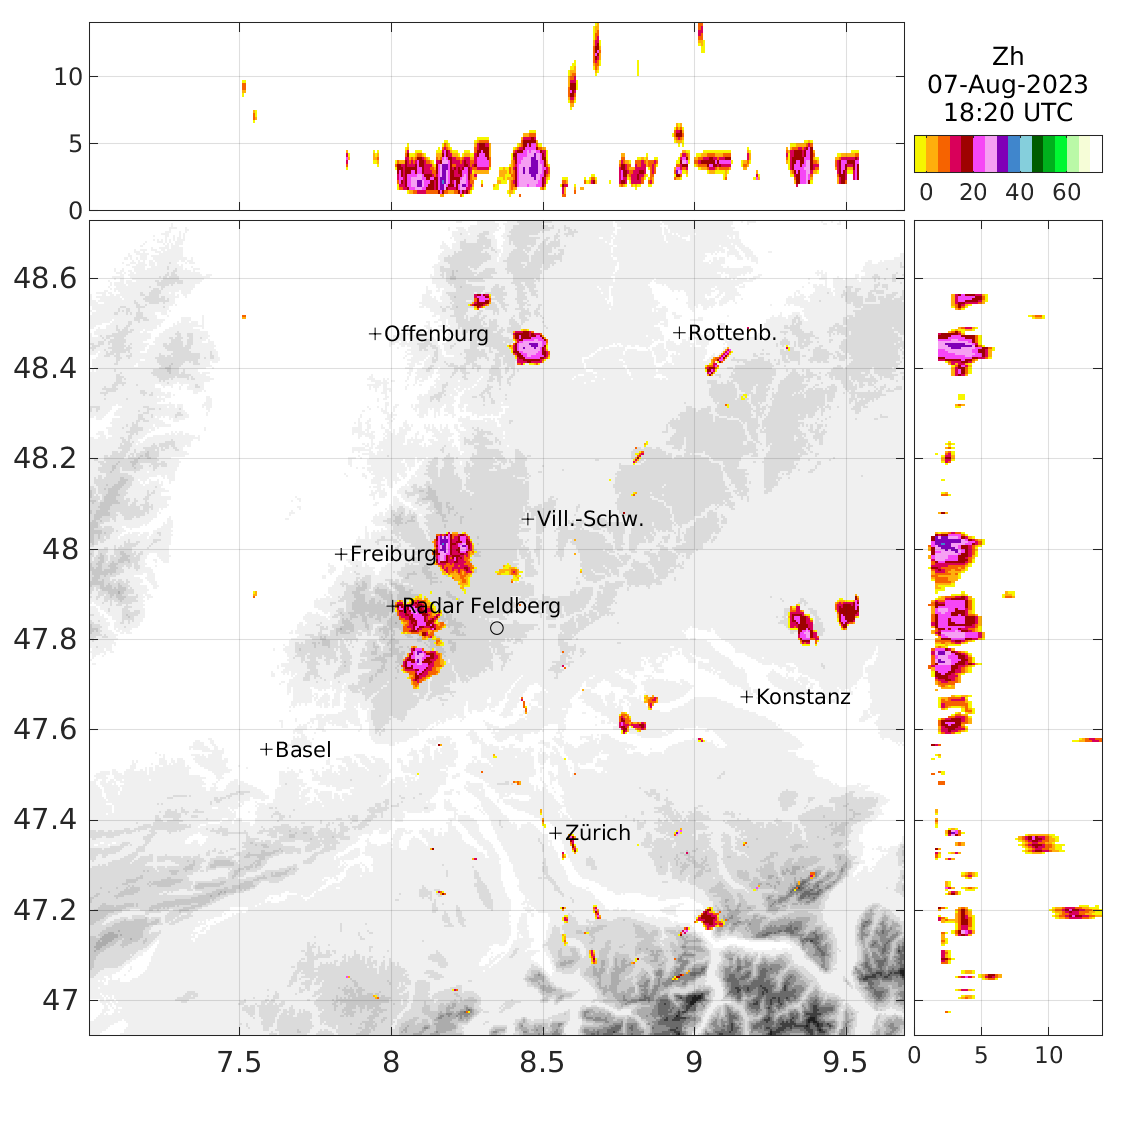 10
5
0
Zh
07-Aug-2023
18:20 UTC
0 20 40 60
48.6
48.4
48.2
48
47.8
47.6
47.4
47.2
47
+Offenburg
+Rottenb.
+Vill.-Schw.
+Freiburg
+Radar Feldberg
+Konstanz
+Basel
+Zürich
7.5 8 8.5 9 9.5
0 5 10